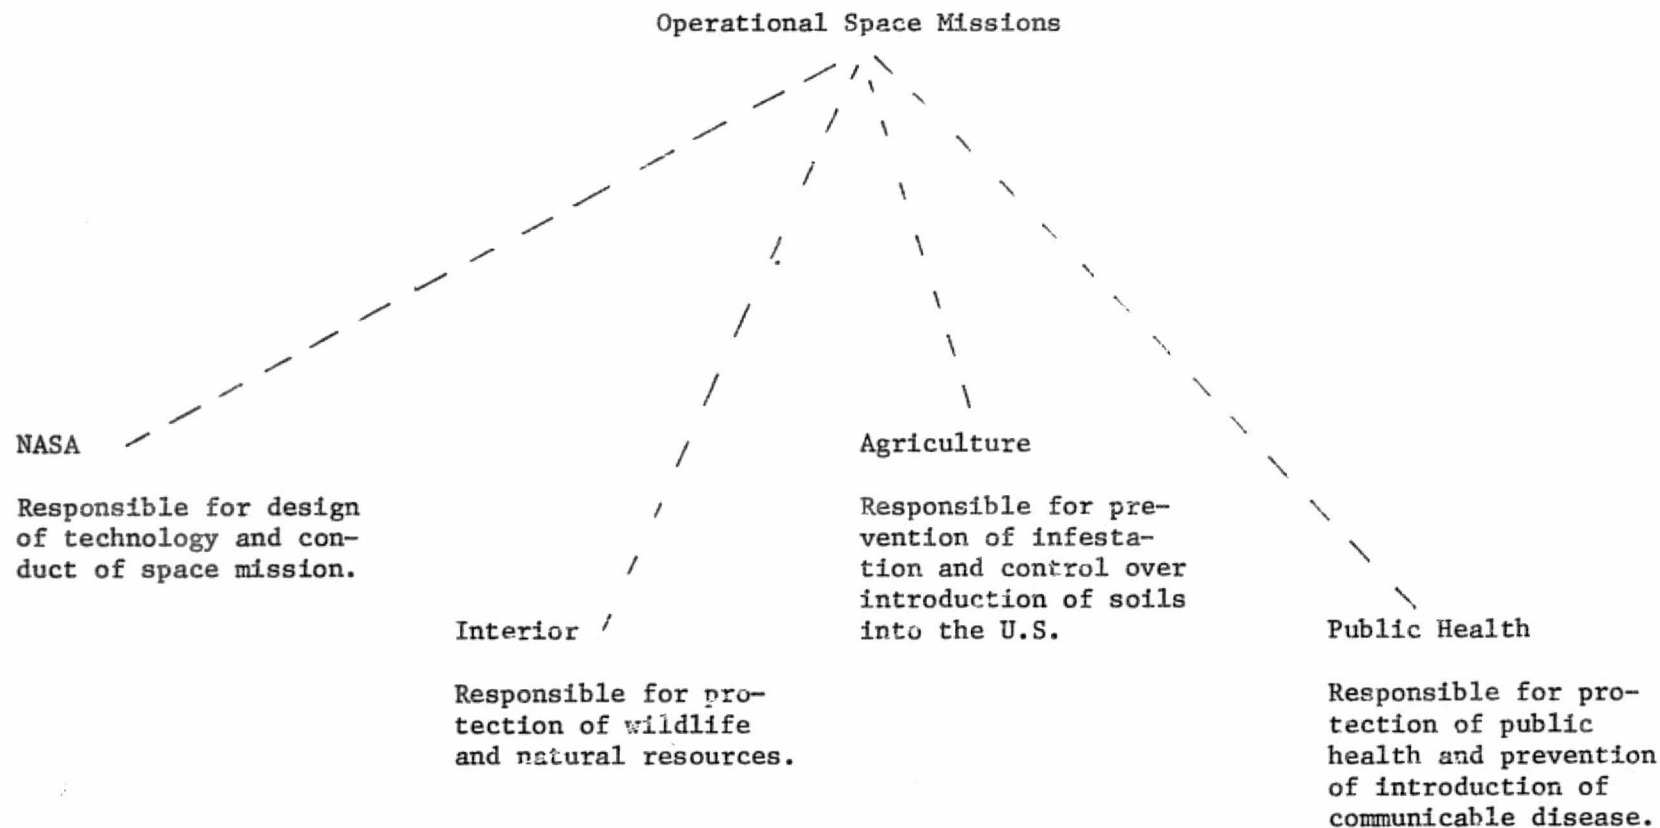 Operational Space Missions
NASA
Responsible for design
of technology and con-
duct of space mission.
Interior
Responsible for pro-
tection of wildlife
and natural resources.
Agriculture
Responsible for pre-
vention of infesta-
tion and control over
introduction of soils
into the U.S.
Public Health
Responsible for pro-
tection of public
health and prevention
of introduction of
communicable disease.